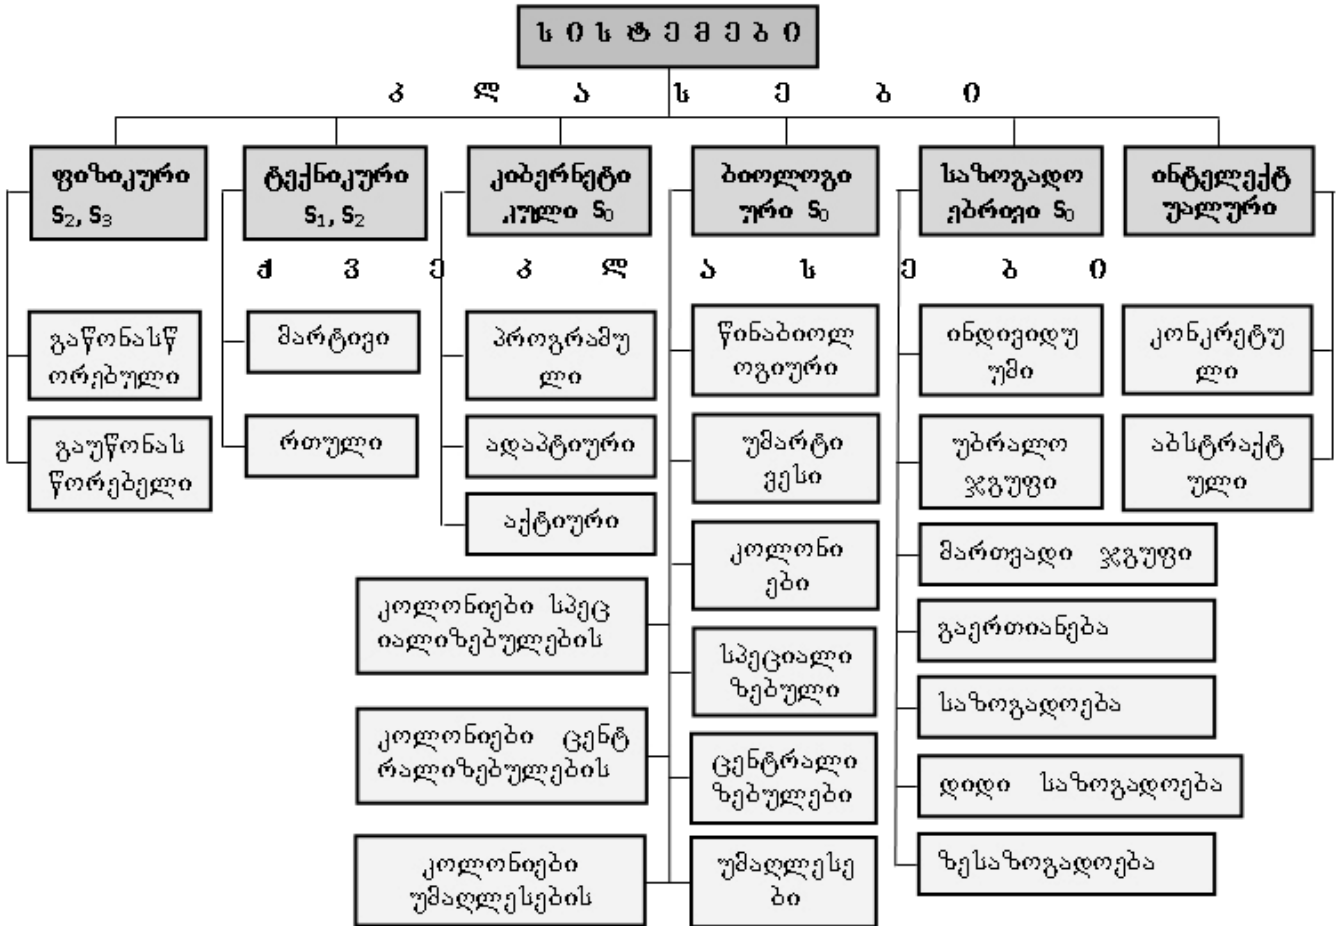 ს ი ს ტ ე მ ე ბ ი
კ ლ ა ს ე ბ ი
ფიზიკური
S₂, S₃
ტექნიკური
S₁, S₂
კიბერნეტი
კული S₀
ბიოლოგი
ური S₀
საზოგადო
ებრივი S₀
ინტელექტ
უალური
ქ ვ ე კ ლ ა ს ე ბ ი
გაწონასწ
ორებული
გაუწონას
წორებელი
მარტივი
რთული
პროგრამუ
ლი
ადაპტიური
აქტიური
წინაბიოლ
ოგიური
უმარტი
ვესი
კოლონი
ები
სპეციალი
ზებული
ცენტრალი
ზებულები
უმაღლესე
ბი
კოლონიები სპეც
იალიზებულების
კოლონიები ცენტ
რალიზებულების
კოლონიები
უმაღლესების
ინდივიდუ
უმი
უბრალო
ჯგუფი
მართვადი ჯგუფი
გაერთიანება
საზოგადოება
დიდი საზოგადოება
ზესაზოგადოება
კონკრეტუ
ლი
აბსტრაქტ
ული